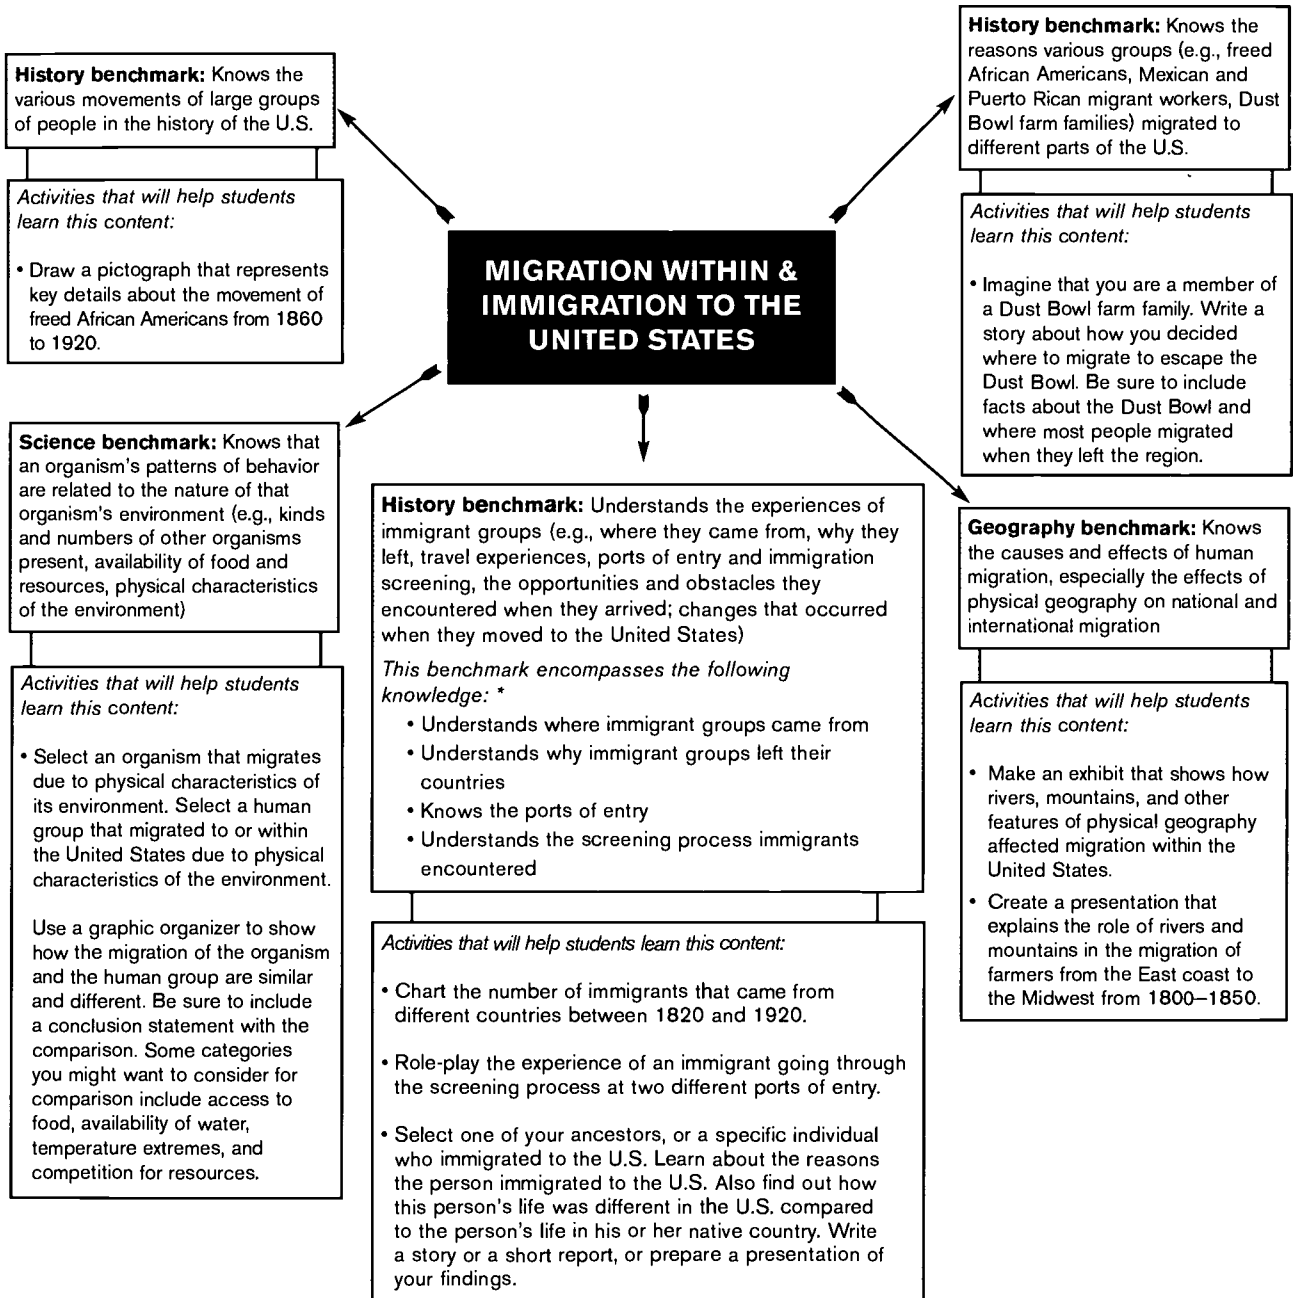 History benchmark: Knows the
various movements of large groups
of people in the history of the U.S.
Activities that will help students
learn this content:
• Draw a pictograph that represents
key details about the movement of
freed African Americans from 1860
to 1920.
History benchmark: Knows the
reasons various groups (e.g., freed
African Americans, Mexican and
Puerto Rican migrant workers, Dust
Bowl farm families) migrated to
different parts of the U.S.
Activities that will help students
learn this content:
• Imagine that you are a member of
a Dust Bowl farm family. Write a
story about how you decided
where to migrate to escape the
Dust Bowl. Be sure to include
facts about the Dust Bowl and
where most people migrated
when they left the region.
MIGRATION WITHIN &
IMMIGRATION TO THE
UNITED STATES
Science benchmark: Knows that
an organism's patterns of behavior
are related to the nature of that
organism's environment (e.g., kinds
and numbers of other organisms
present, availability of food and
resources, physical characteristics
of the environment)
Activities that will help students
learn this content:
• Select an organism that migrates
due to physical characteristics of
its environment. Select a human
group that migrated to or within
the United States due to physical
characteristics of the environment.
Use a graphic organizer to show
how the migration of the organism
and the human group are similar
and different. Be sure to include
a conclusion statement with the
comparison. Some categories
you might want to consider for
comparison include access to
food, availability of water,
temperature extremes, and
competition for resources.
History benchmark: Understands the experiences of
immigrant groups (e.g., where they came from, why they
left, travel experiences, ports of entry and immigration
screening, the opportunities and obstacles they
encountered when they arrived; changes that occurred
when they moved to the United States)
This benchmark encompasses the following
knowledge: *
• Understands where immigrant groups came from
• Understands why immigrant groups left their
countries
• Knows the ports of entry
• Understands the screening process immigrants
encountered
Activities that will help students learn this content:
• Chart the number of immigrants that came from
different countries between 1820 and 1920.
• Role-play the experience of an immigrant going through
the screening process at two different ports of entry.
• Select one of your ancestors, or a specific individual
who immigrated to the U.S. Learn about the reasons
the person immigrated to the U.S. Also find out how
this person's life was different in the U.S. compared
to the person's life in his or her native country. Write
a story or a short report, or prepare a presentation of
your findings.
Geography benchmark: Knows
the causes and effects of human
migration, especially the effects of
physical geography on national and
international migration
Activities that will help students
learn this content:
• Make an exhibit that shows how
rivers, mountains, and other
features of physical geography
affected migration within the
United States.
• Create a presentation that
explains the role of rivers and
mountains in the migration of
farmers from the East coast to
the Midwest from 1800–1850.